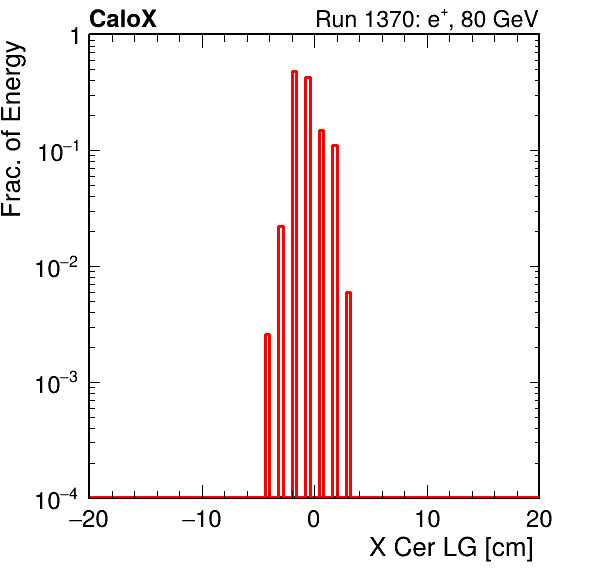 CaloX Run 1370: e⁺, 80 GeV
Frac. of Energy
1
10⁻¹
10⁻²
10⁻³
10⁻⁴
−20 −10 0 10 20
X Cer LG [cm]